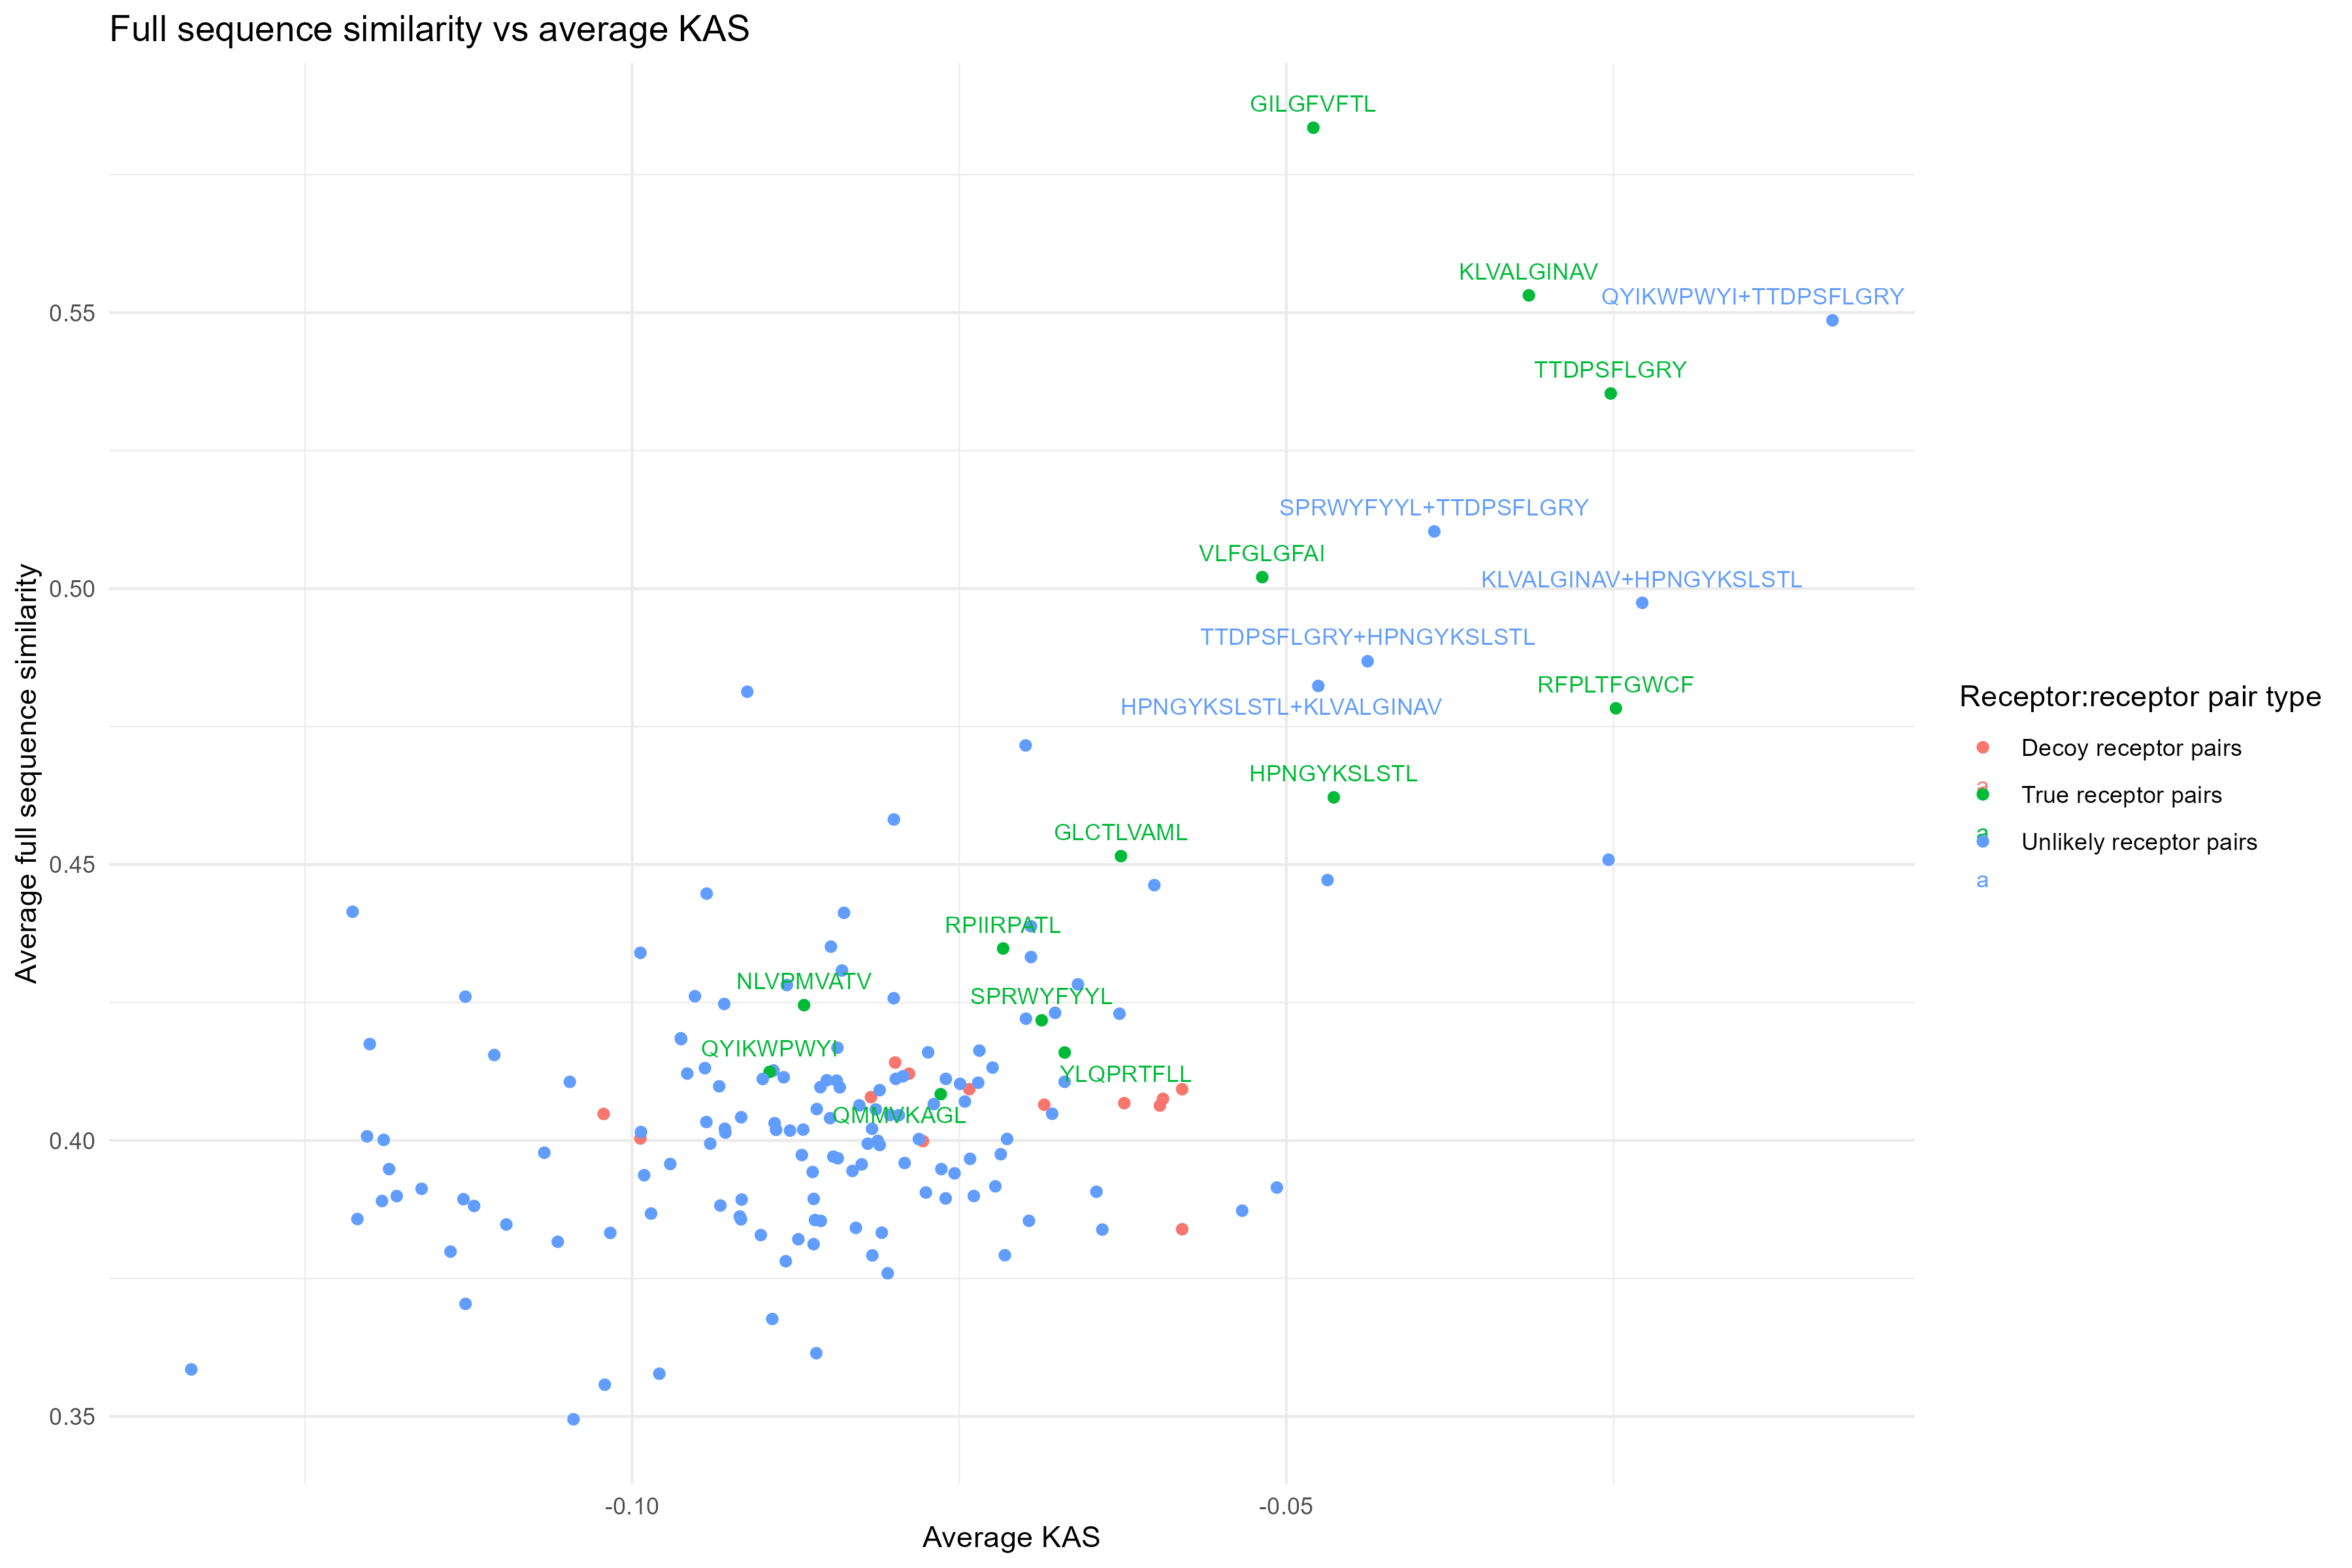 Full sequence similarity vs average KAS
GILGFVFTL
KLVALGINAV
QYIKWPWYI+TTDPSFLGRY
0.55
TTDPSFLGRY
SPRWYFYYL+TTDPSFLGRY
VLFGLGFAI
KLVALGINAV+HPNGYKSLSTL
0.50
TTDPSFLGRY+HPNGYKSLSTL
RFPLTFGWCF
HPNGYKSLSTL+KLVALGINAV
HPNGYKSLSTL
GLCTLVAML
0.45
RPIIRPATL
NLVPMVATV
SPRWYFYYL
QYIKWPWYI
YLQPRTFLL
QMMVKAGL
0.40
0.35
-0.10
-0.05
Average KAS
Average full sequence similarity
Receptor:receptor pair type
Decoy receptor pairs
a
True receptor pairs
a
Unlikely receptor pairs
a